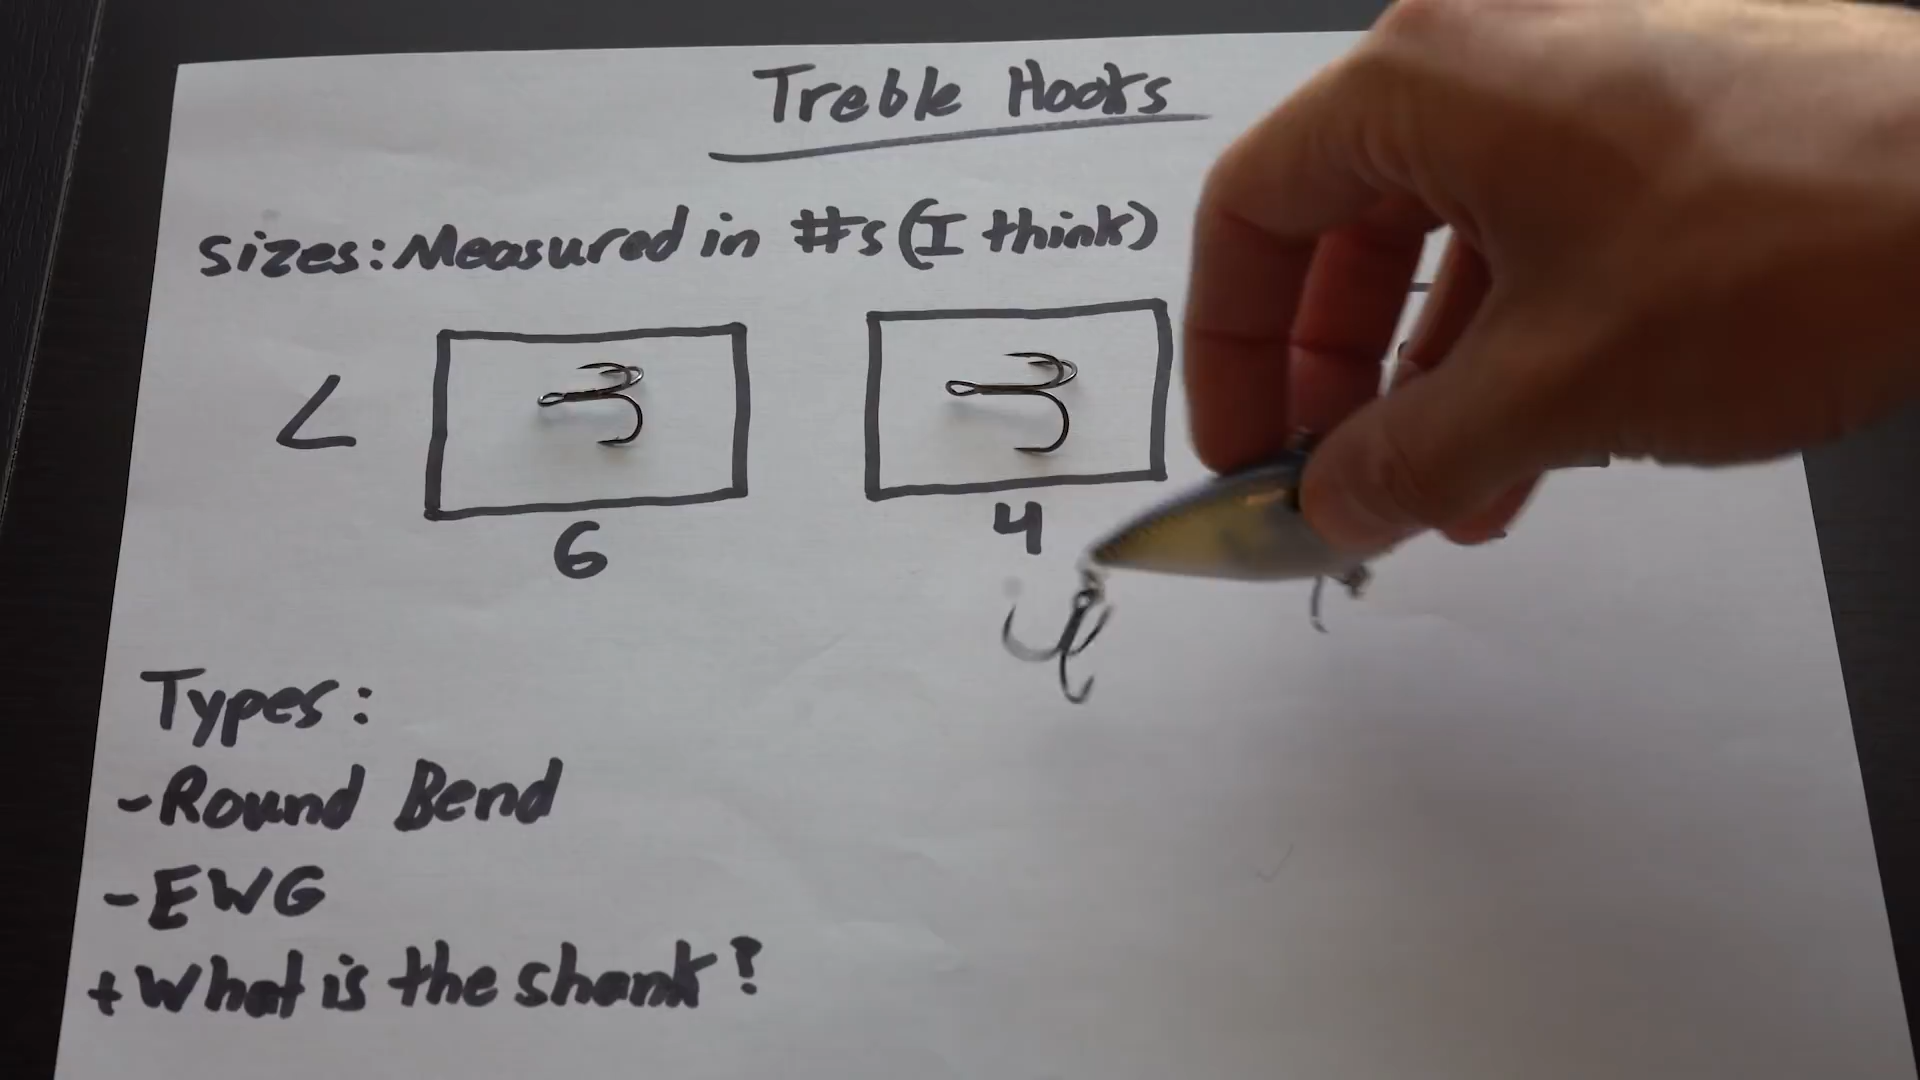 Treble Hooks
Sizes: Measured in #s (I think)
<
6 4
Types:
- Round Bend
- EWG
+ What is the shank?